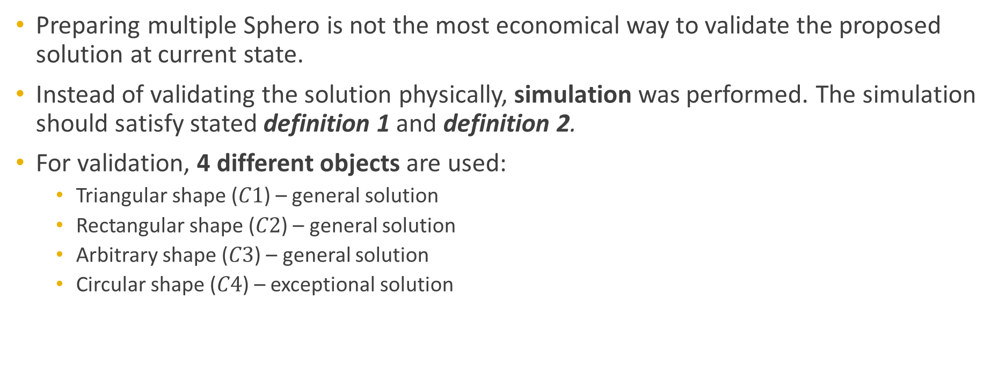 • Preparing multiple Sphero is not the most economical way to validate the proposed
solution at current state.
• Instead of validating the solution physically, simulation was performed. The simulation
should satisfy stated definition 1 and definition 2.
• For validation, 4 different objects are used:
• Triangular shape (C1) – general solution
• Rectangular shape (C2) – general solution
• Arbitrary shape (C3) – general solution
• Circular shape (C4) – exceptional solution